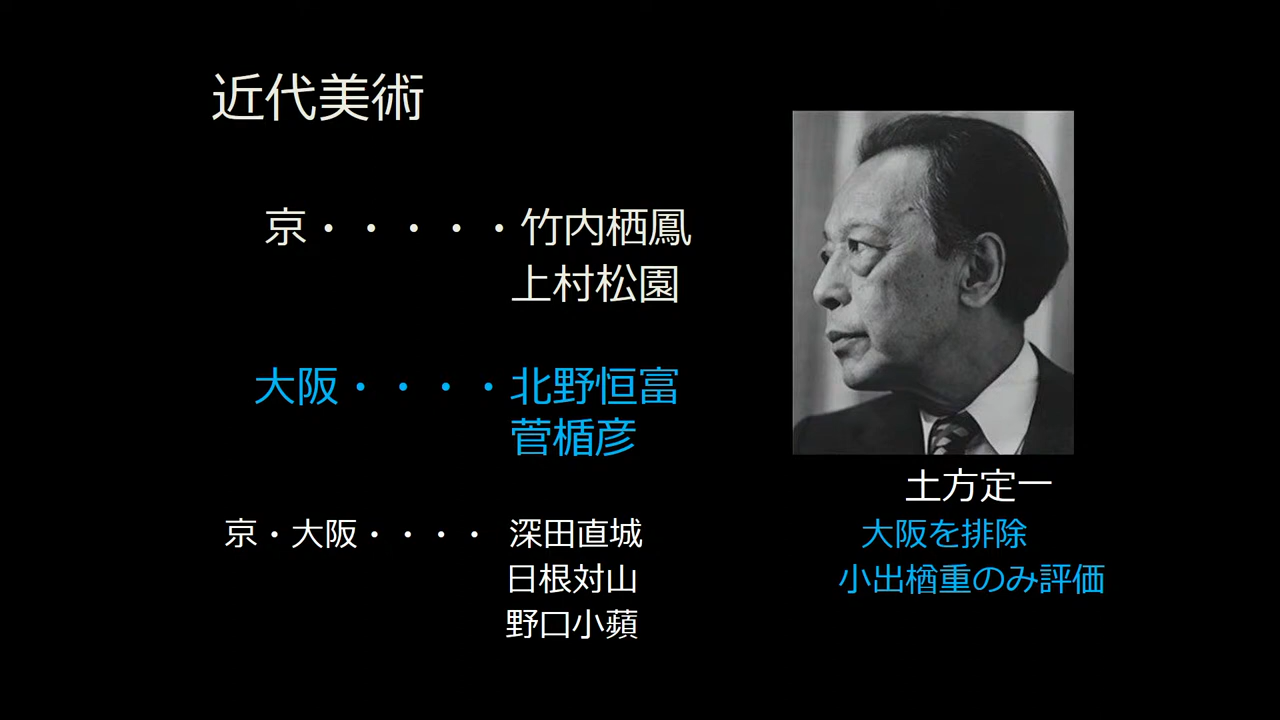 近代美術
京・・・・・竹内栖鳳
上村松園
大阪・・・・北野恒富
菅楯彦
京・大阪・・・・ 深田直城
日根対山
野口小蘋
土方定一
大阪を排除
小出楢重のみ評価